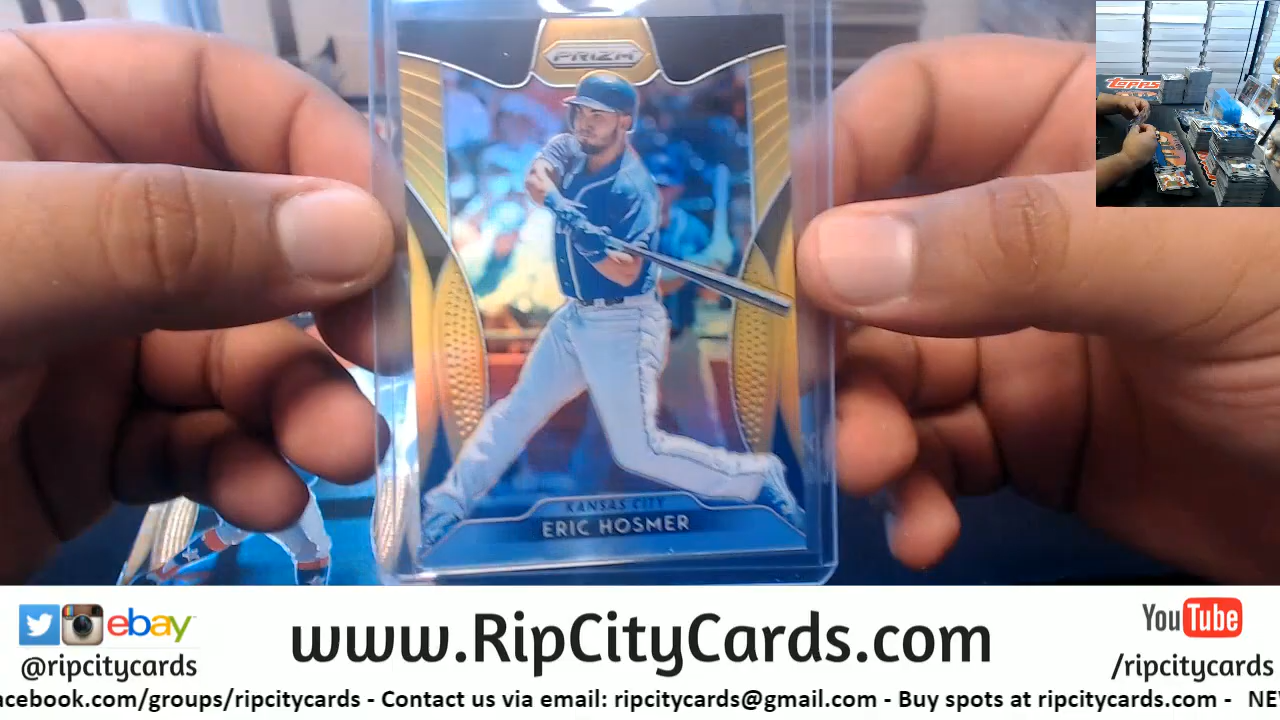 PRIZM
Topps
KANSAS CITY
ERIC HOSMER
ebay
@ripcitycards
www.RipCityCards.com
YouTube
/ripcitycards
acebook.com/groups/ripcitycards - Contact us via email: ripcitycards@gmail.com - Buy spots at ripcitycards.com - NE